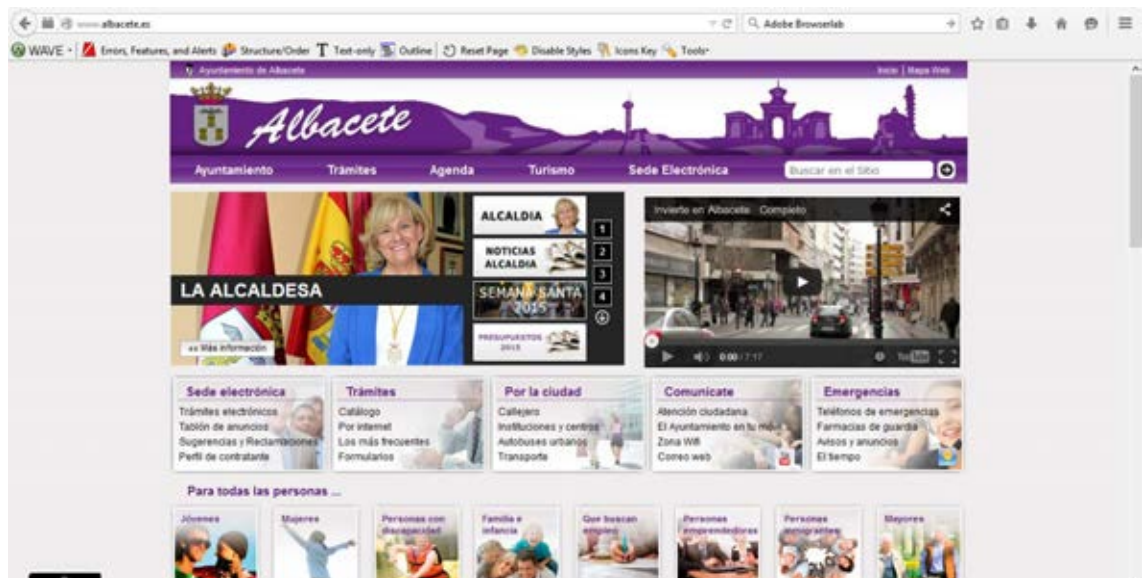 www.albacete.es
Adobe Browserlab
WAVE Errors, Features, and Alerts Structure/Order Text-only Outline Reset Page Disable Styles Icons Key Tools
Ayuntamiento de Albacete
Inicio | Mapa Web
Albacete
Ayuntamiento Trámites Agenda Turismo Sede Electrónica Buscar en el Sitio
LA ALCALDESA
«« Más información
ALCALDIA
NOTICIAS
ALCALDIA
SEMANA SANTA
2015
PRESUPUESTOS
2015
1
2
3
4
Invierte en Albacete Completo
0:00 / 7:17
YouTube
Sede electrónica
Trámites electrónicos
Tablón de anuncios
Sugerencias y Reclamaciones
Perfil de contratante
Trámites
Catálogo
Por internet
Los más frecuentes
Formularios
Por la ciudad
Callejero
Instituciones y centros
Autobuses urbanos
Transporte
Comunícate
Atención ciudadana
El Ayuntamiento en tu móvil
Zona Wifi
Correo web
Emergencias
Teléfonos de emergencias
Farmacias de guardia
Avisos y anuncios
El tiempo
Para todas las personas ...
Jóvenes
Mujeres
Personas con
discapacidad
Familia e
infancia
Que buscan
empleo
Personas
emprendedoras
Personas
inmigrantes
Mayores